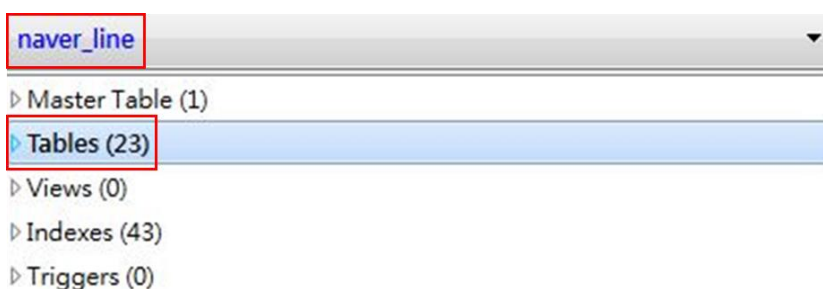 naver_line
Master Table (1)
Tables (23)
Views (0)
Indexes (43)
Triggers (0)